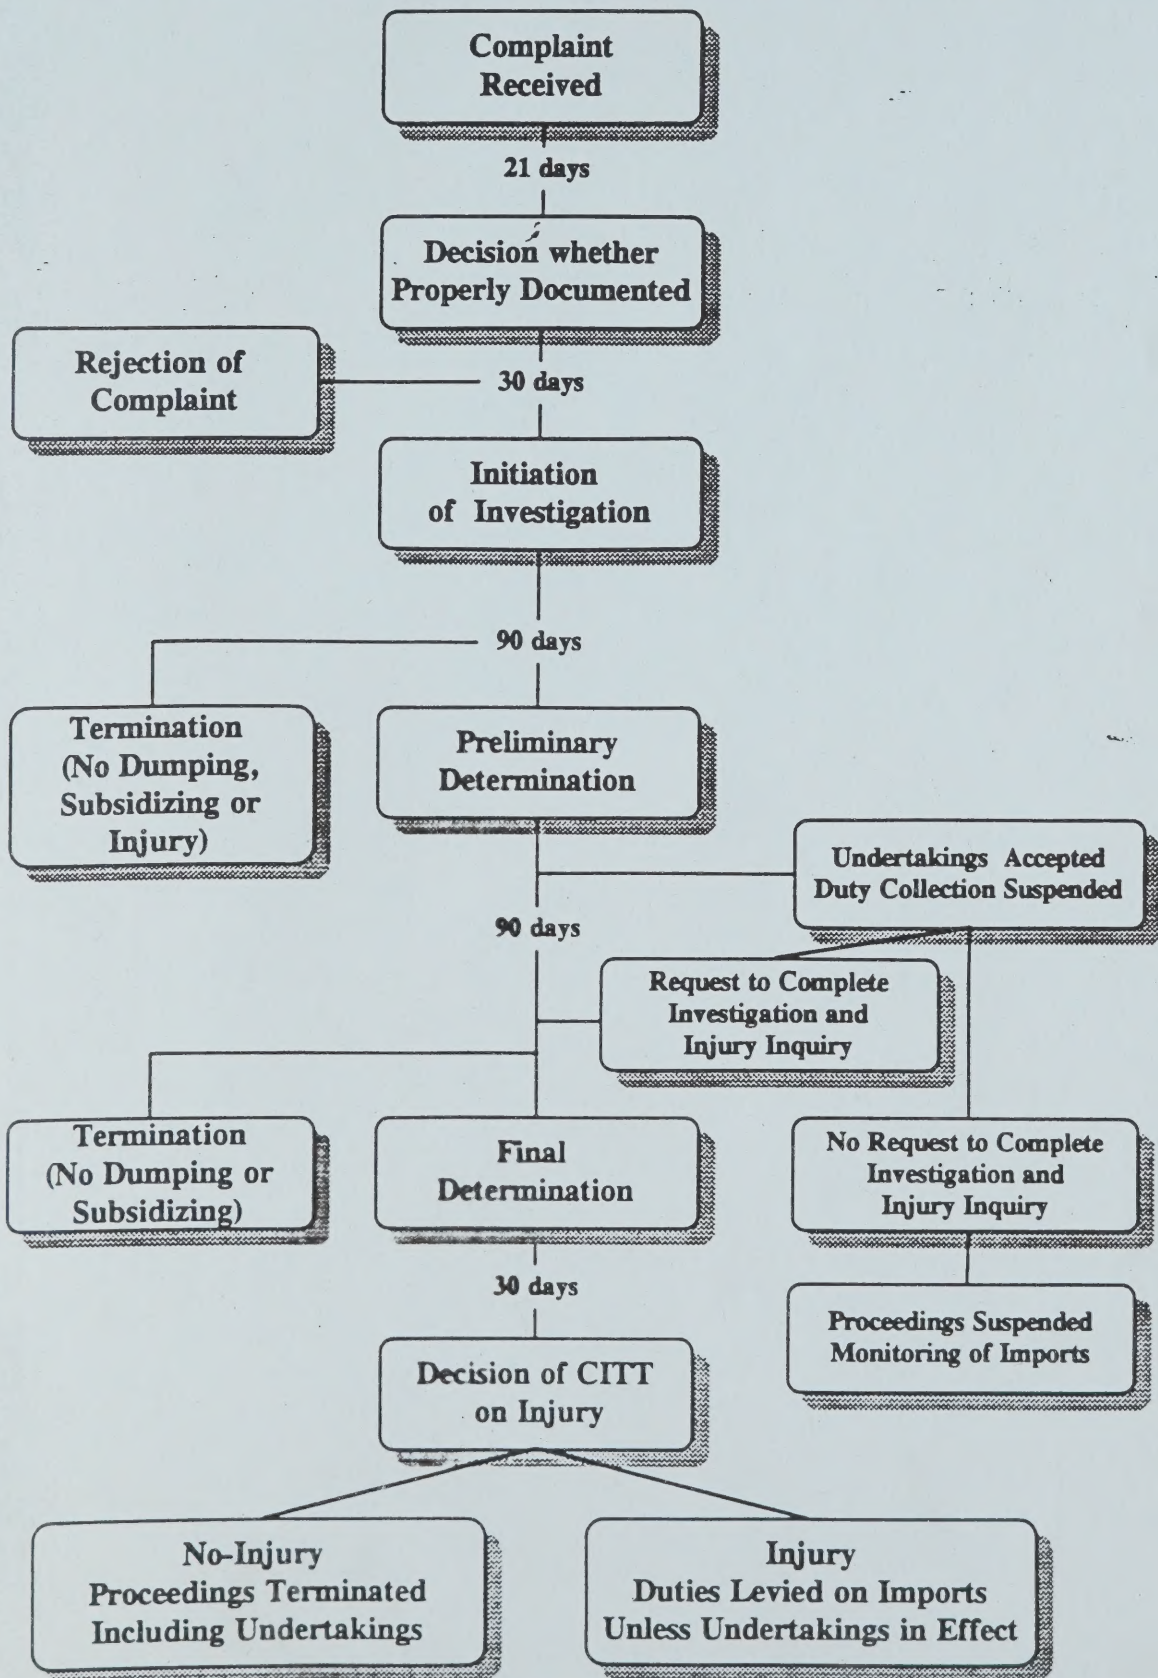 Complaint
Received
21 days
Decision whether
Properly Documented
Rejection of
Complaint
30 days
Initiation
of Investigation
90 days
Termination
(No Dumping,
Subsidizing or
Injury)
Preliminary
Determination
Undertakings Accepted
Duty Collection Suspended
90 days
Request to Complete
Investigation and
Injury Inquiry
Termination
(No Dumping or
Subsidizing)
Final
Determination
No Request to Complete
Investigation and
Injury Inquiry
30 days
Proceedings Suspended
Monitoring of Imports
Decision of CITT
on Injury
No-Injury
Proceedings Terminated
Including Undertakings
Injury
Duties Levied on Imports
Unless Undertakings in Effect